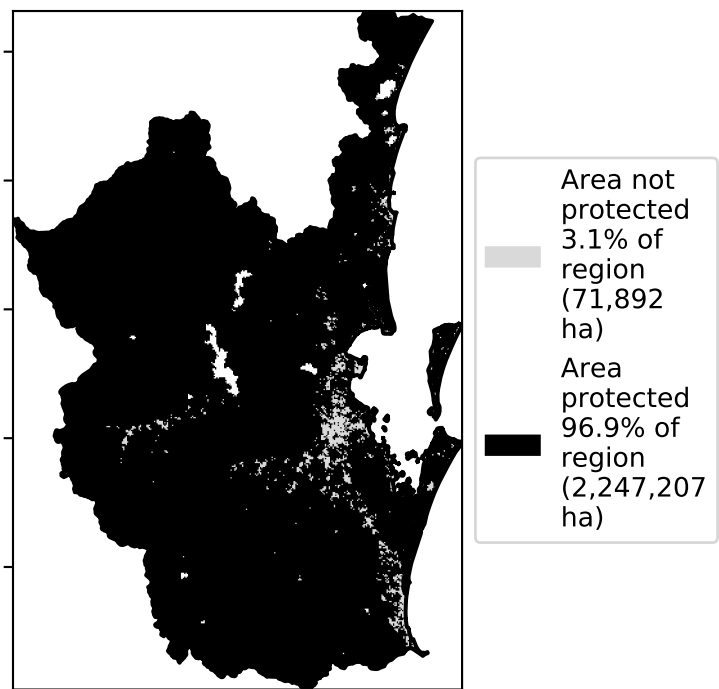 Area not
protected
3.1% of
region
(71,892
ha)
Area
protected
96.9% of
region
(2,247,207
ha)